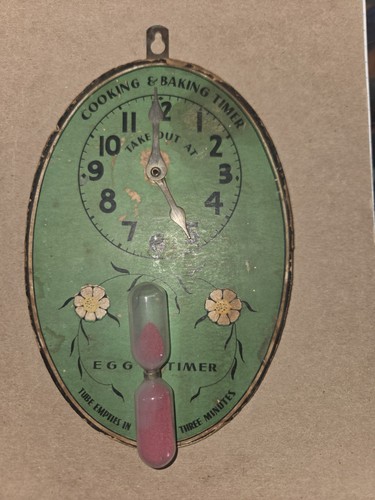 COOKING & BAKING TIMER
12
11 1
TAKE OUT AT
10 2
9 3
8 4
7 5
6
EGG TIMER
TUBE EMPTIES IN THREE MINUTES